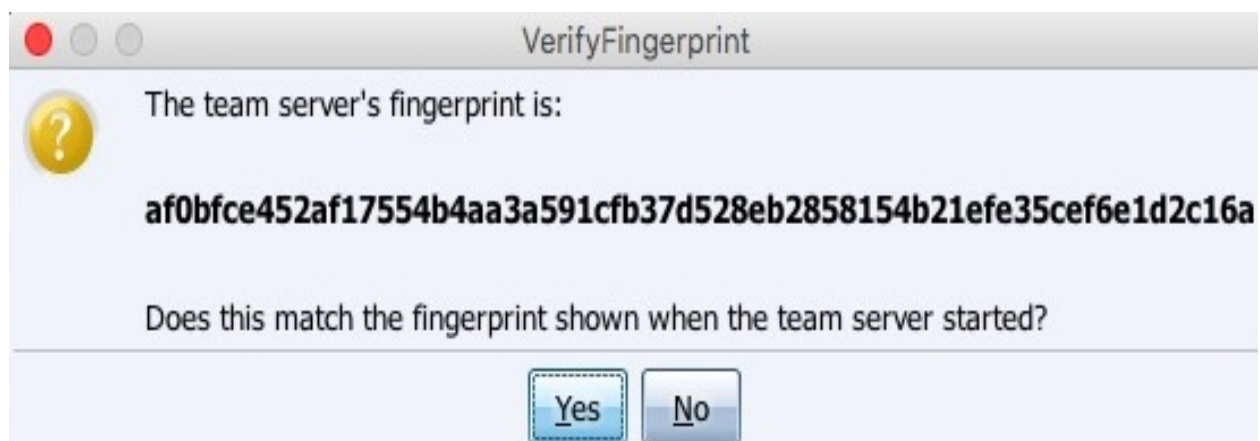 VerifyFingerprint
The team server's fingerprint is:
af0bfce452af17554b4aa3a591cfb37d528eb2858154b21efe35cef6e1d2c16a
Does this match the fingerprint shown when the team server started?
Yes No